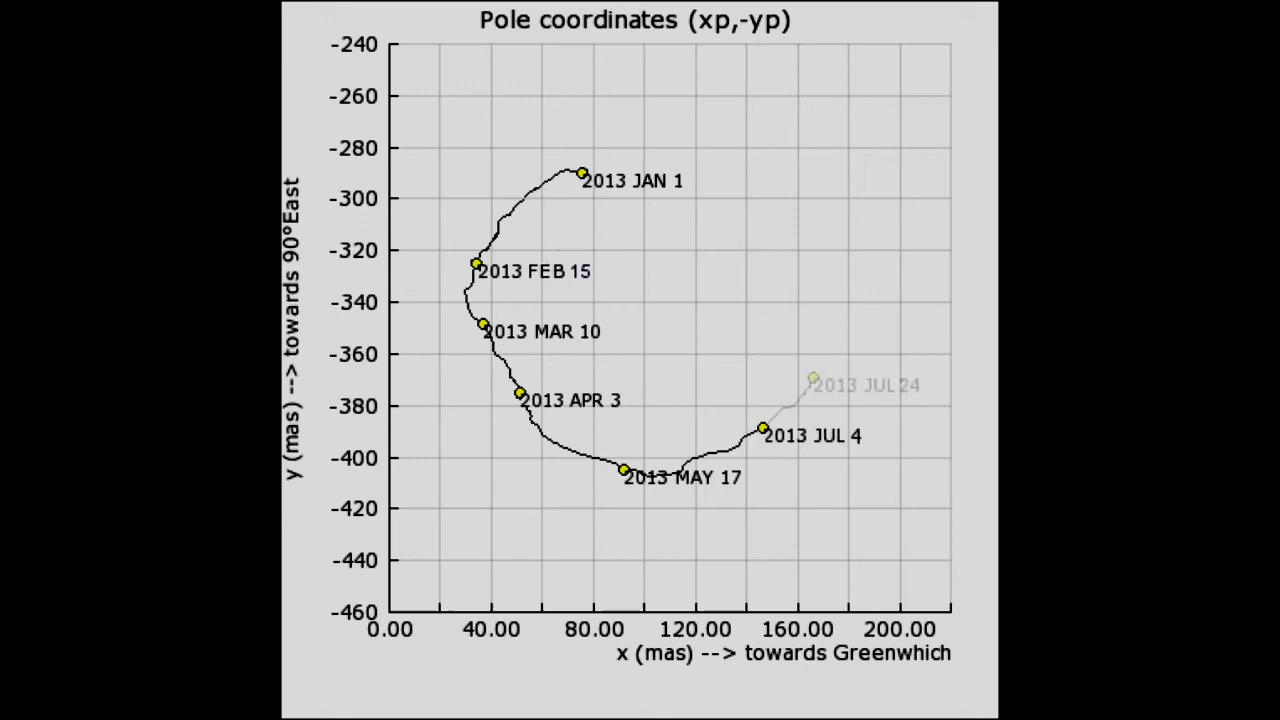 Pole coordinates (xp,-yp)
-240
-260
-280
-300
-320
-340
-360
-380
-400
-420
-440
-460
y (mas) --> towards 90°East
2013 JAN 1
2013 FEB 15
2013 MAR 10
2013 APR 3
2013 MAY 17
2013 JUL 4
2013 JUL 24
0.00 40.00 80.00 120.00 160.00 200.00
x (mas) --> towards Greenwhich